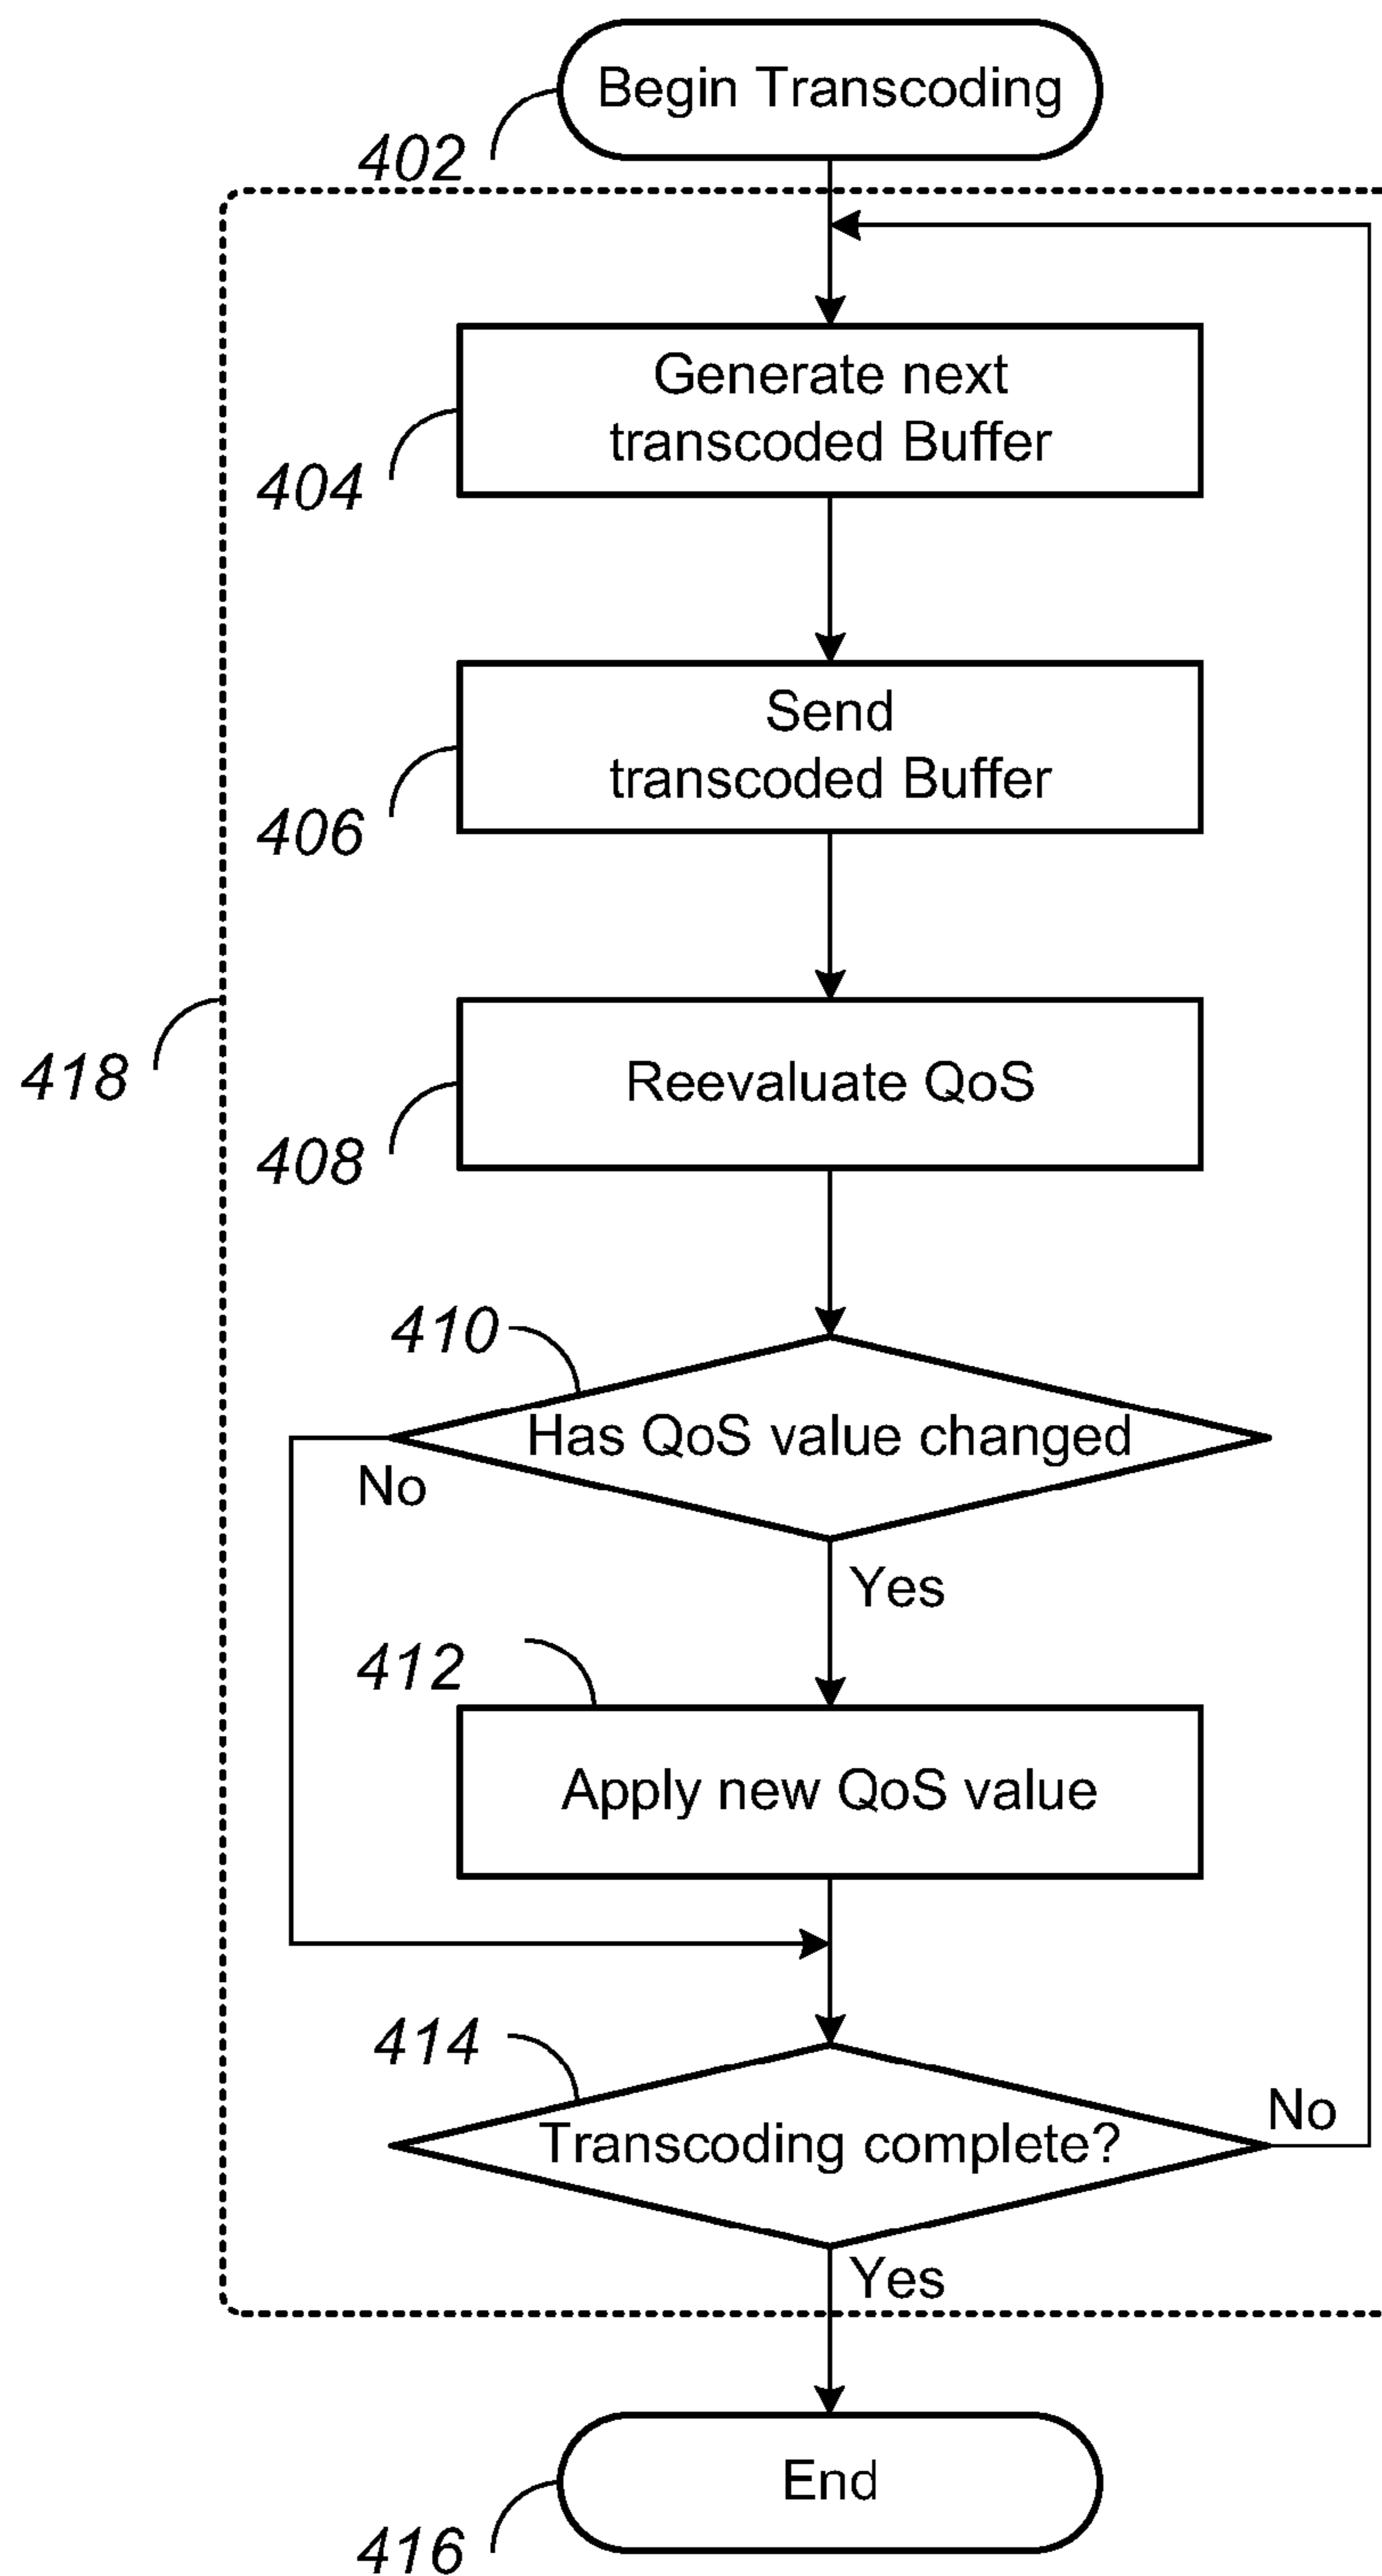 Begin Transcoding
402
Generate next
transcoded Buffer
404
Send
transcoded Buffer
406
Reevaluate QoS
418
408
410
Has QoS value changed
No
Yes
412
Apply new QoS value
414
No
Transcoding complete?
Yes
End
416